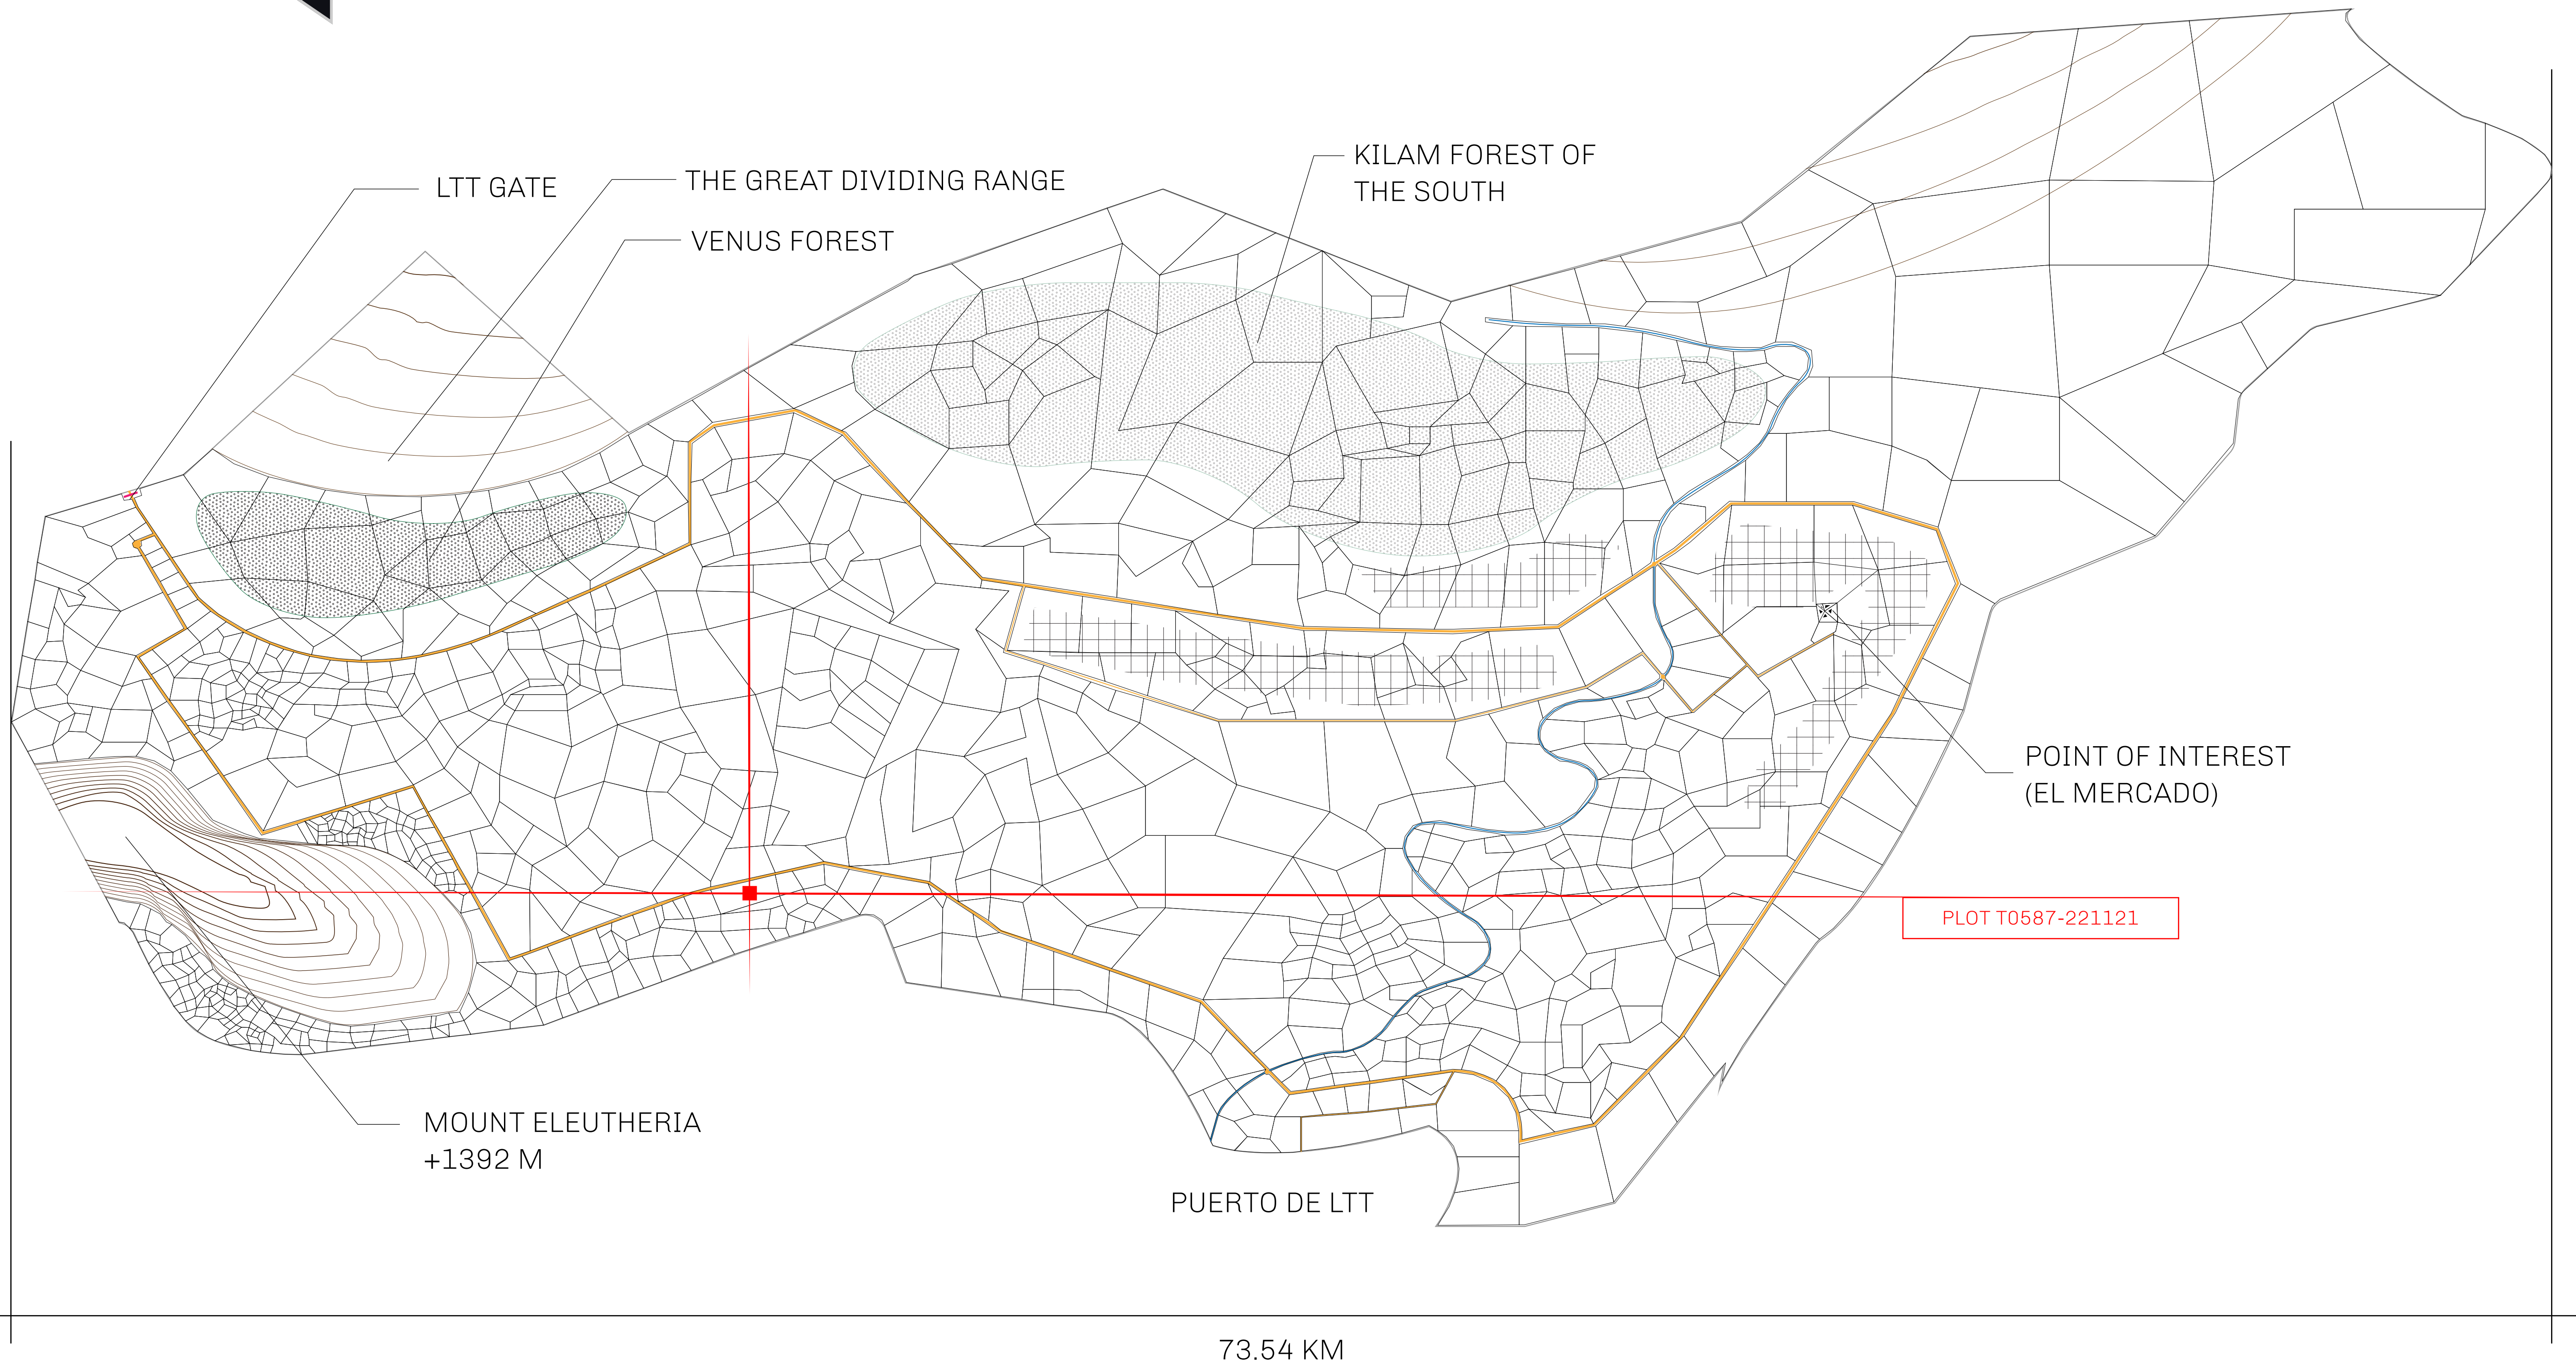 KILAM FOREST OF
THE SOUTH
LTT GATE
THE GREAT DIVIDING RANGE
VENUS FOREST
POINT OF INTEREST
(EL MERCADO)
PLOT T0587-221121
MOUNT ELEUTHERIA
+1392 M
PUERTO DE LTT
73.54 KM